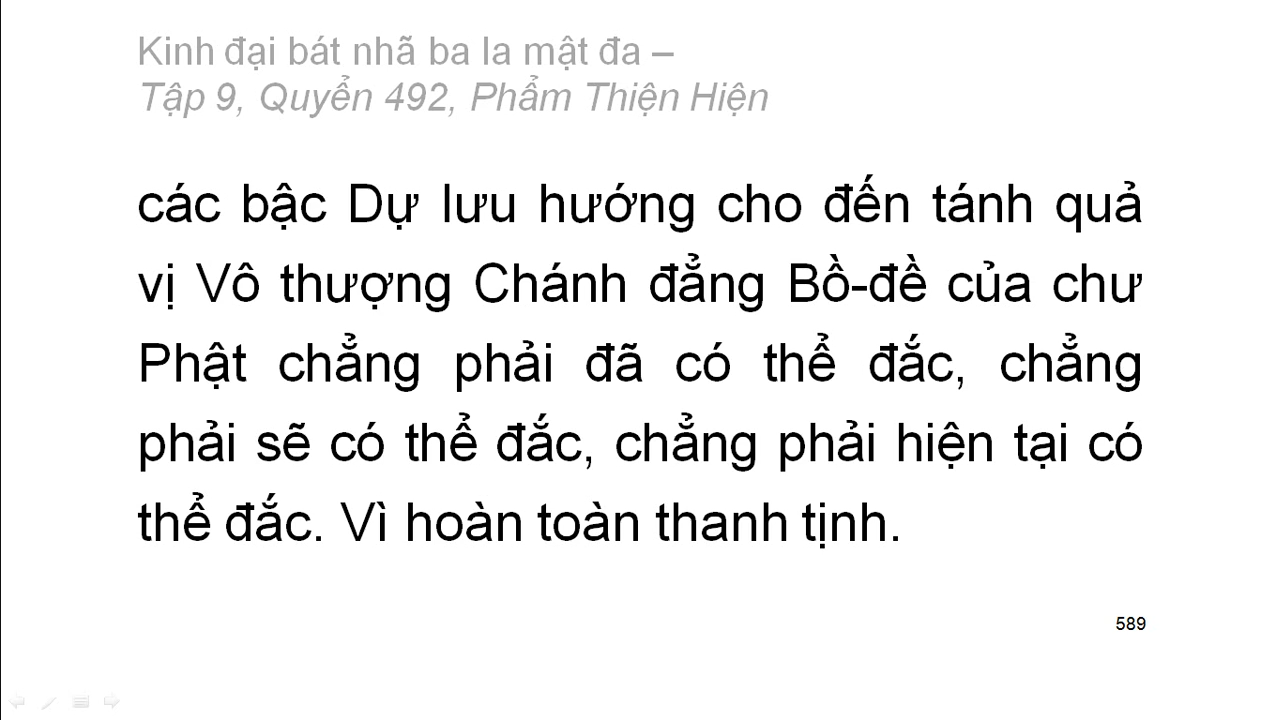 Kinh đại bát nhã ba la mật đa –
Tập 9, Quyển 492, Phẩm Thiện Hiện
các bậc Dự lưu hướng cho đến tánh quả
vị Vô thượng Chánh đẳng Bồ-đề của chư
Phật chẳng phải đã có thể đắc, chẳng
phải sẽ có thể đắc, chẳng phải hiện tại có
thể đắc. Vì hoàn toàn thanh tịnh.
589